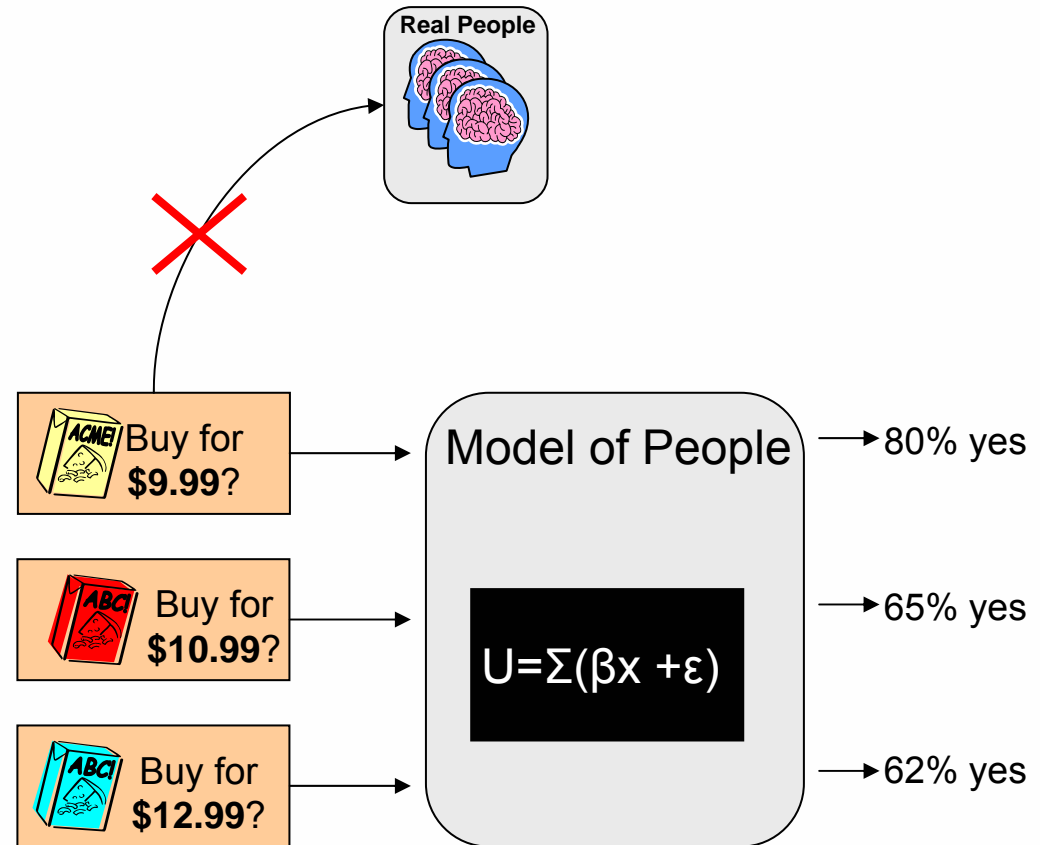 Real People
ACME!
Buy for
$9.99?
Model of People
80% yes
ABC!
Buy for
$10.99?
U=Σ(βx +ε)
65% yes
ABC!
Buy for
$12.99?
62% yes